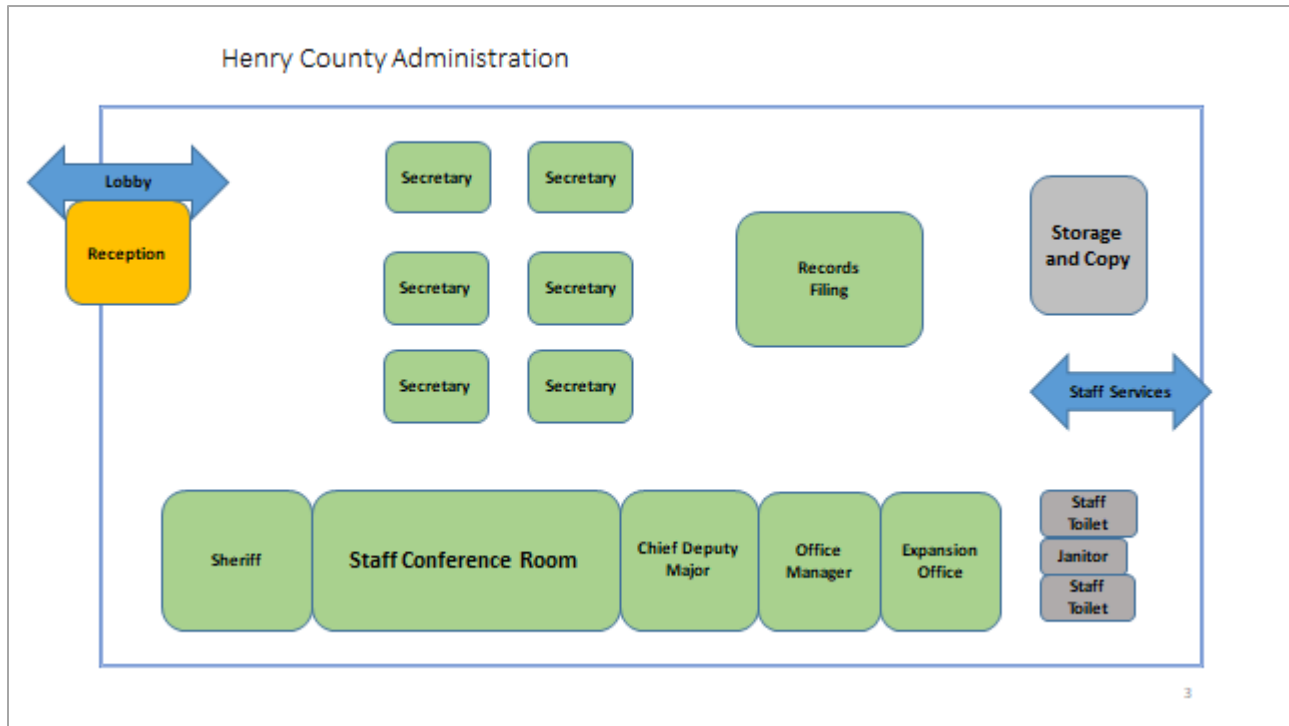 Henry County Administration
Lobby
Reception
Secretary
Secretary
Secretary
Secretary
Secretary
Secretary
Records
Filing
Storage
and Copy
Staff Services
Sheriff
Staff Conference Room
Chief Deputy
Major
Office
Manager
Expansion
Office
Staff
Toilet
Janitor
Staff
Toilet
3